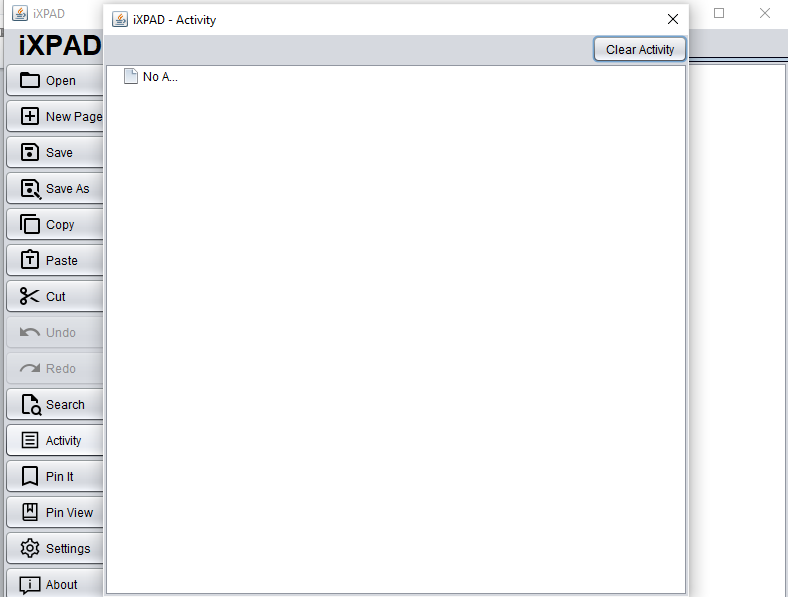 iXPAD
iXPAD - Activity
iXPAD
Clear Activity
No A...
Open
New Page
Save
Save As
Copy
Paste
Cut
Undo
Redo
Search
Activity
Pin It
Pin View
Settings
About